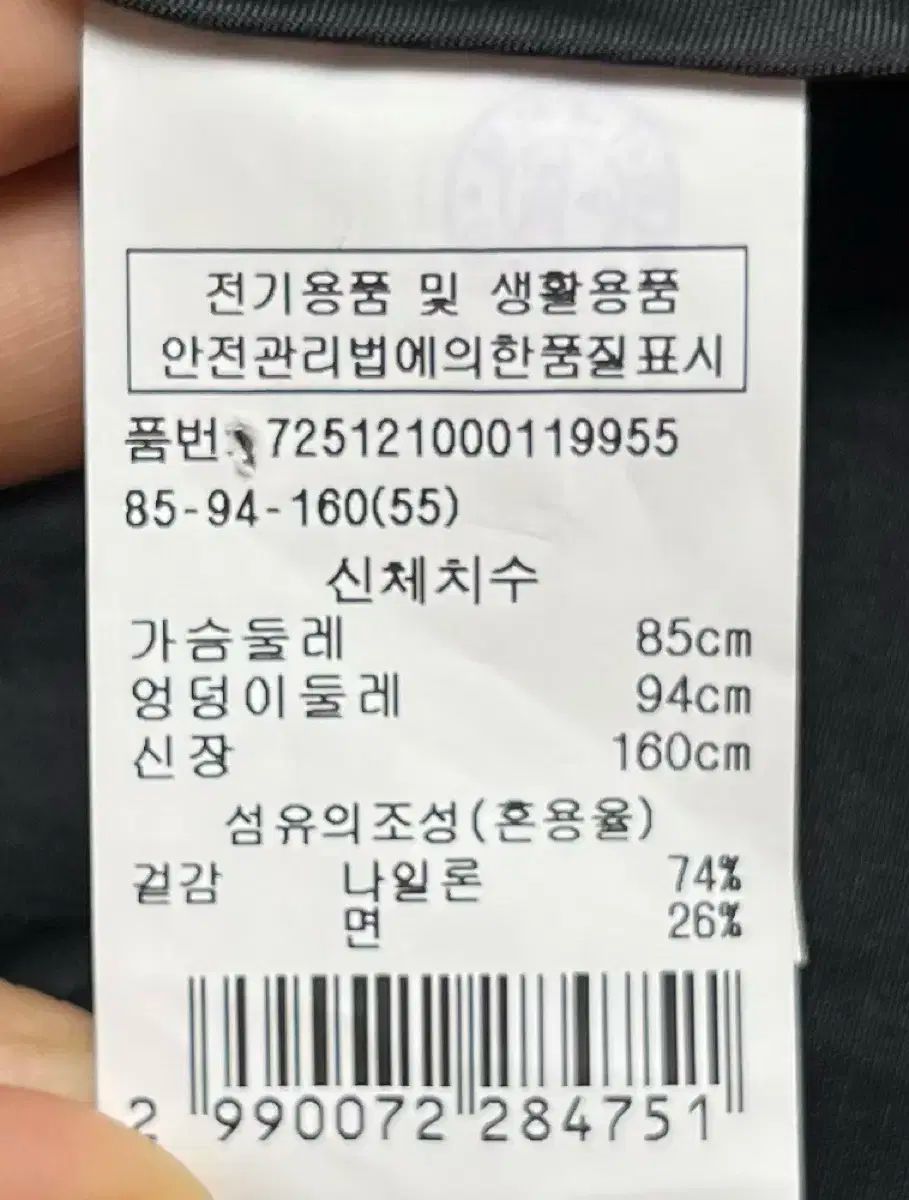 전기용품 및 생활용품
안전관리법에의한품질표시
품번: 725121000119955
85-94-160(55)
신체치수
가슴둘레 85cm
엉덩이둘레 94cm
신장 160cm
섬유의조성(혼용율)
겉감 나일론 74%
면 26%
2 990072 284751